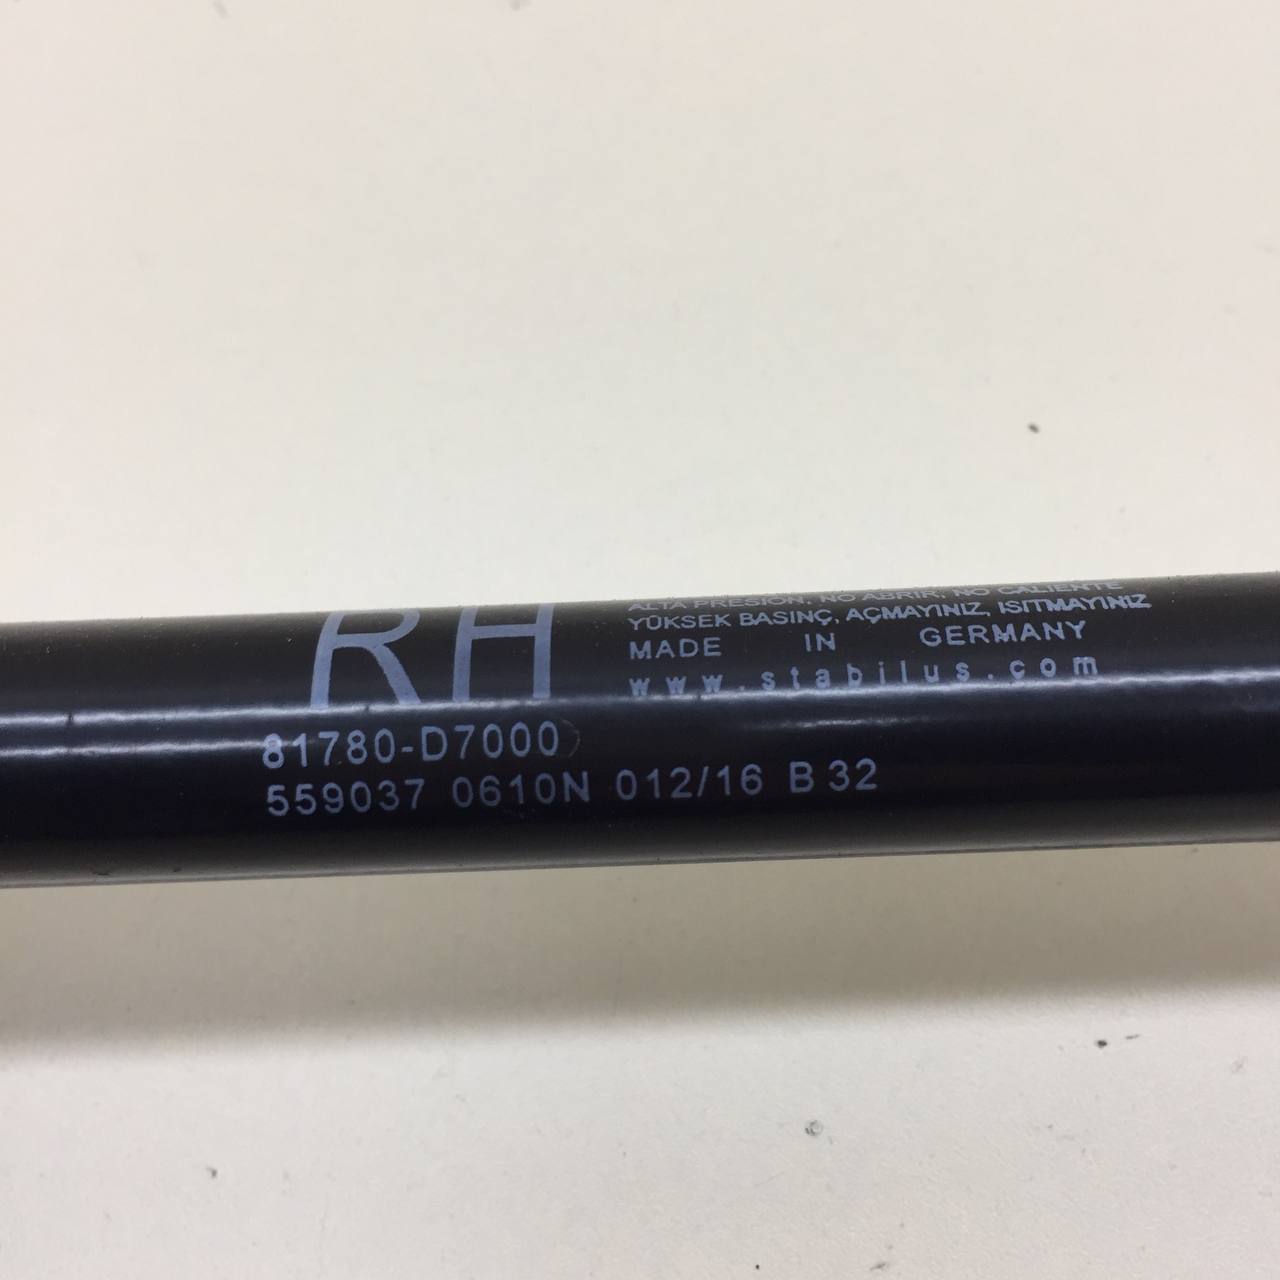 RH
ALTA PRESION, NO ABRIR, NO CALIENTE
YÜKSEK BASINÇ, AÇMAYINIZ, ISITMAYINIZ
MADE IN GERMANY
www.stabilus.com
81780-D7000
559037 0610N 012/16 B 32